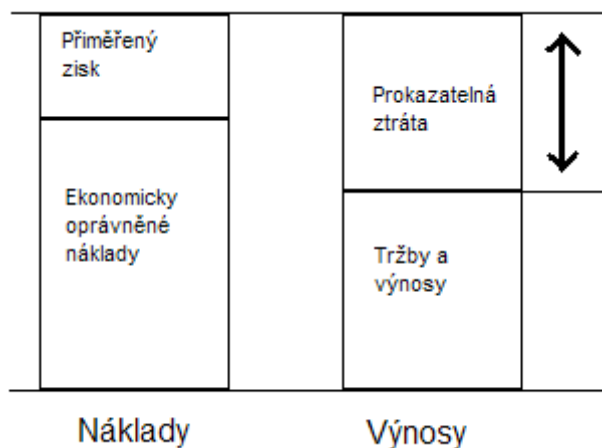 Přiměřený
zisk
Ekonomicky
oprávněné
náklady
Prokazatelná
ztráta
Tržby a
výnosy
Náklady
Výnosy